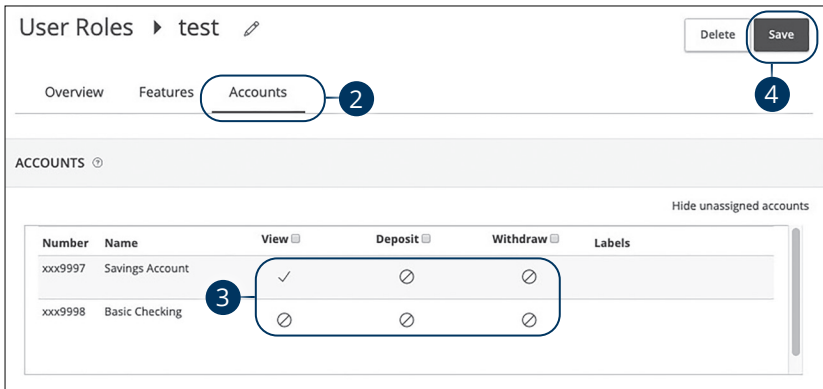 User Roles test
Delete Save
4
Overview Features Accounts 2
ACCOUNTS ?
Hide unassigned accounts
Number Name View Deposit Withdraw Labels
xxx9997 Savings Account
3
xxx9998 Basic Checking